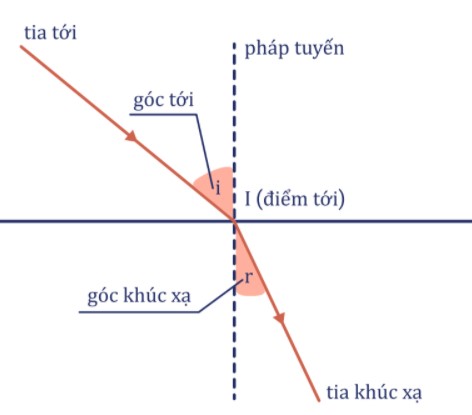 tia tới
pháp tuyến
góc tới
i
I (điểm tới)
r
góc khúc xạ
tia khúc xạ